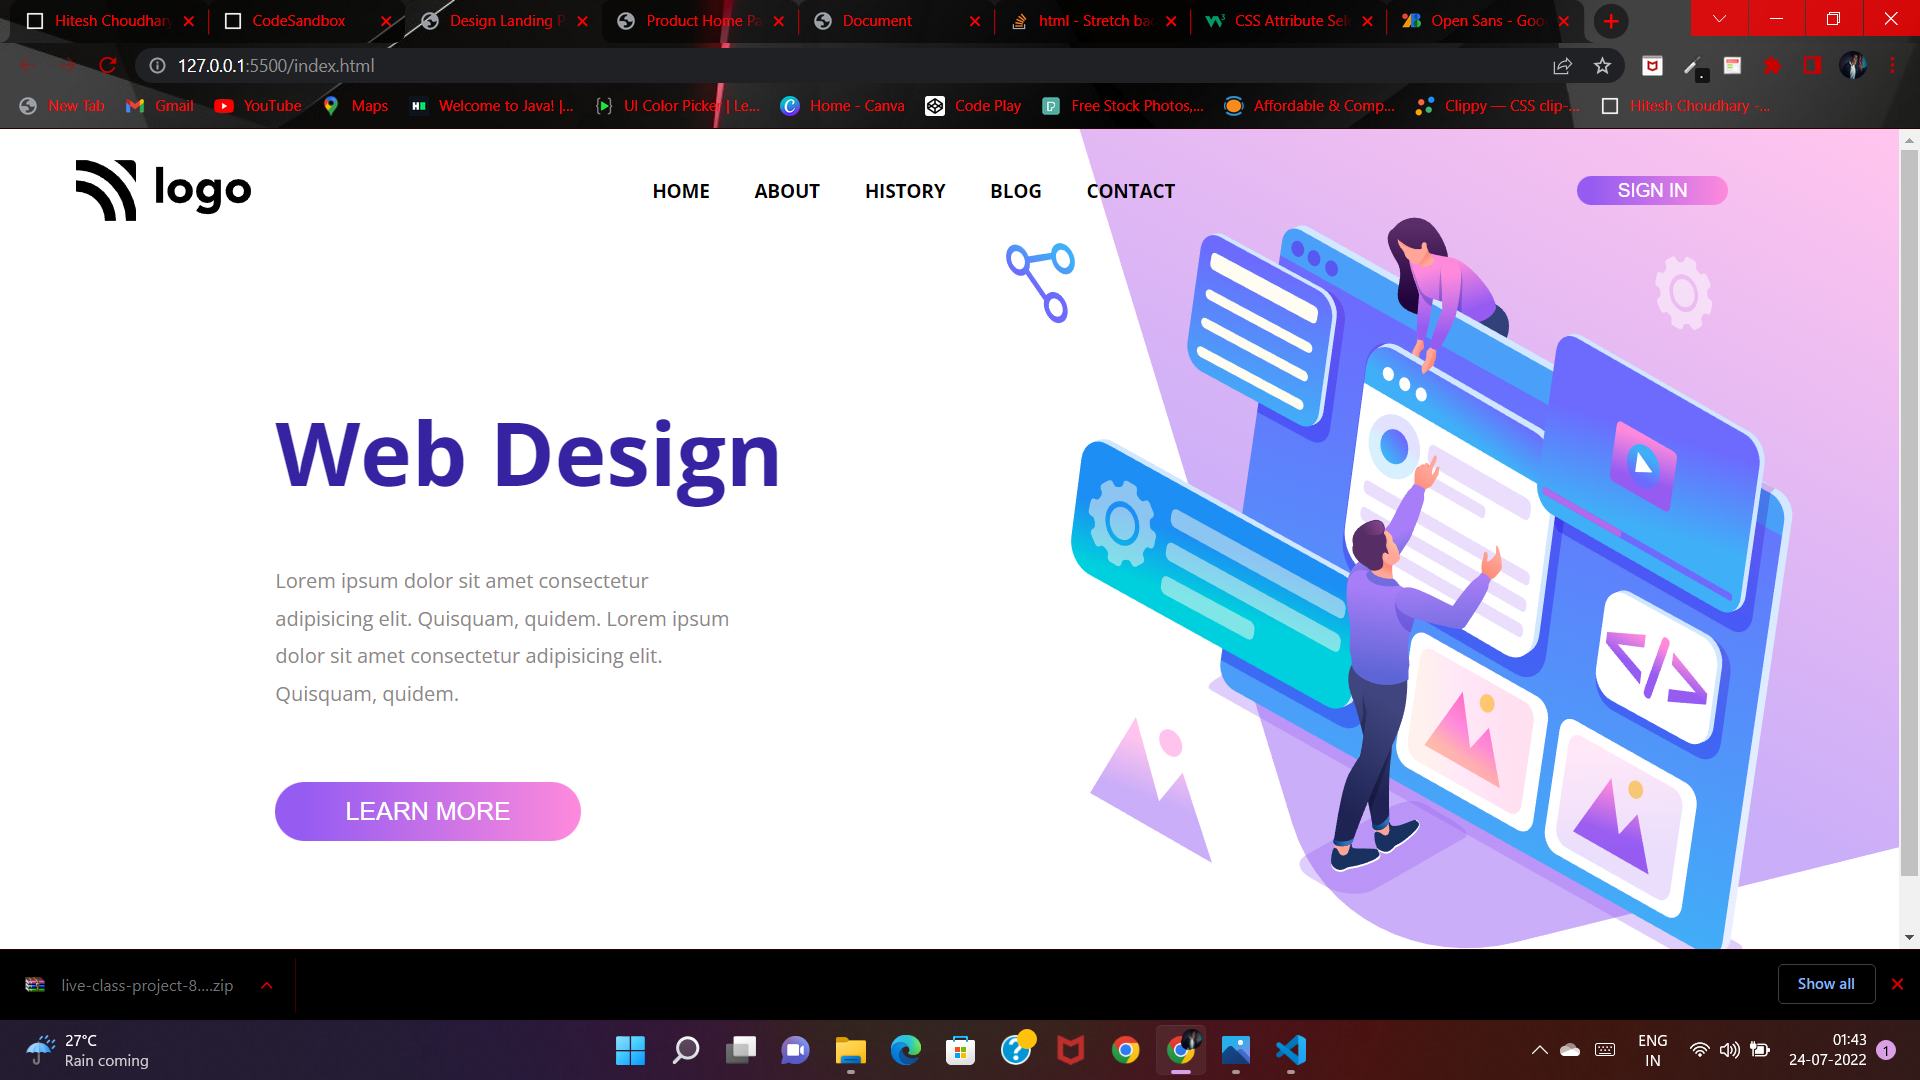 Hitesh Choudhary
CodeSandbox
Design Landing P
Product Home Pa
Document
html - Stretch bac
CSS Attribute Sele
Open Sans - Goo
127.0.0.1:5500/index.html
New Tab
Gmail
YouTube
Maps
Welcome to Java! |...
UI Color Picker | Le...
Home - Canva
Code Play
Free Stock Photos,...
Affordable & Comp...
Clippy — CSS clip-...
Hitesh Choudhary -...
logo
HOME
ABOUT
HISTORY
BLOG
CONTACT
SIGN IN
Web Design
Lorem ipsum dolor sit amet consectetur
adipisicing elit. Quisquam, quidem. Lorem ipsum
dolor sit amet consectetur adipisicing elit.
Quisquam, quidem.
LEARN MORE
</>
live-class-project-8....zip
Show all
27°C
Rain coming
ENG
IN
01:43
24-07-2022
1